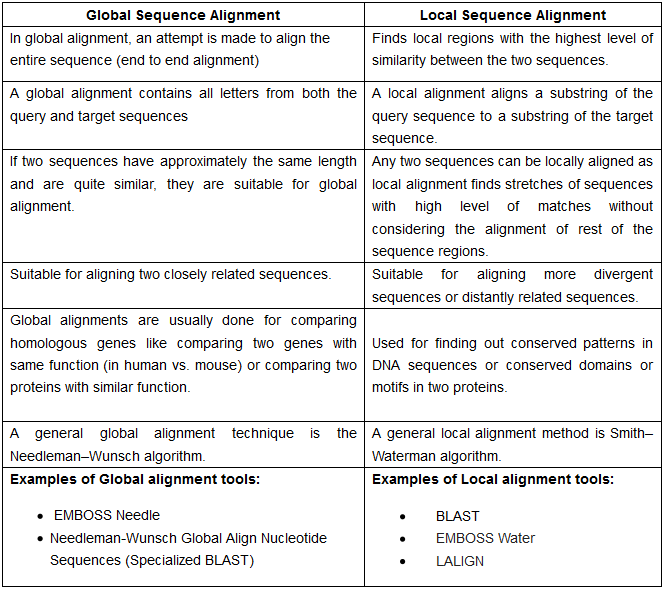 Global Sequence Alignment
Local Sequence Alignment
In global alignment, an attempt is made to align the
entire sequence (end to end alignment)
Finds local regions with the highest level of
similarity between the two sequences.
A global alignment contains all letters from both the
query and target sequences
A local alignment aligns a substring of the
query sequence to a substring of the target
sequence.
If two sequences have approximately the same length
and are quite similar, they are suitable for global
alignment.
Any two sequences can be locally aligned as
local alignment finds stretches of sequences
with high level of matches without
considering the alignment of rest of the
sequence regions.
Suitable for aligning two closely related sequences.
Suitable for aligning more divergent
sequences or distantly related sequences.
Global alignments are usually done for comparing
homologous genes like comparing two genes with
same function (in human vs. mouse) or comparing two
proteins with similar function.
Used for finding out conserved patterns in
DNA sequences or conserved domains or
motifs in two proteins.
A general global alignment technique is the
Needleman–Wunsch algorithm.
A general local alignment method is Smith–
Waterman algorithm.
Examples of Global alignment tools:
• EMBOSS Needle
• Needleman-Wunsch Global Align Nucleotide
Sequences (Specialized BLAST)
Examples of Local alignment tools:
• BLAST
• EMBOSS Water
• LALIGN